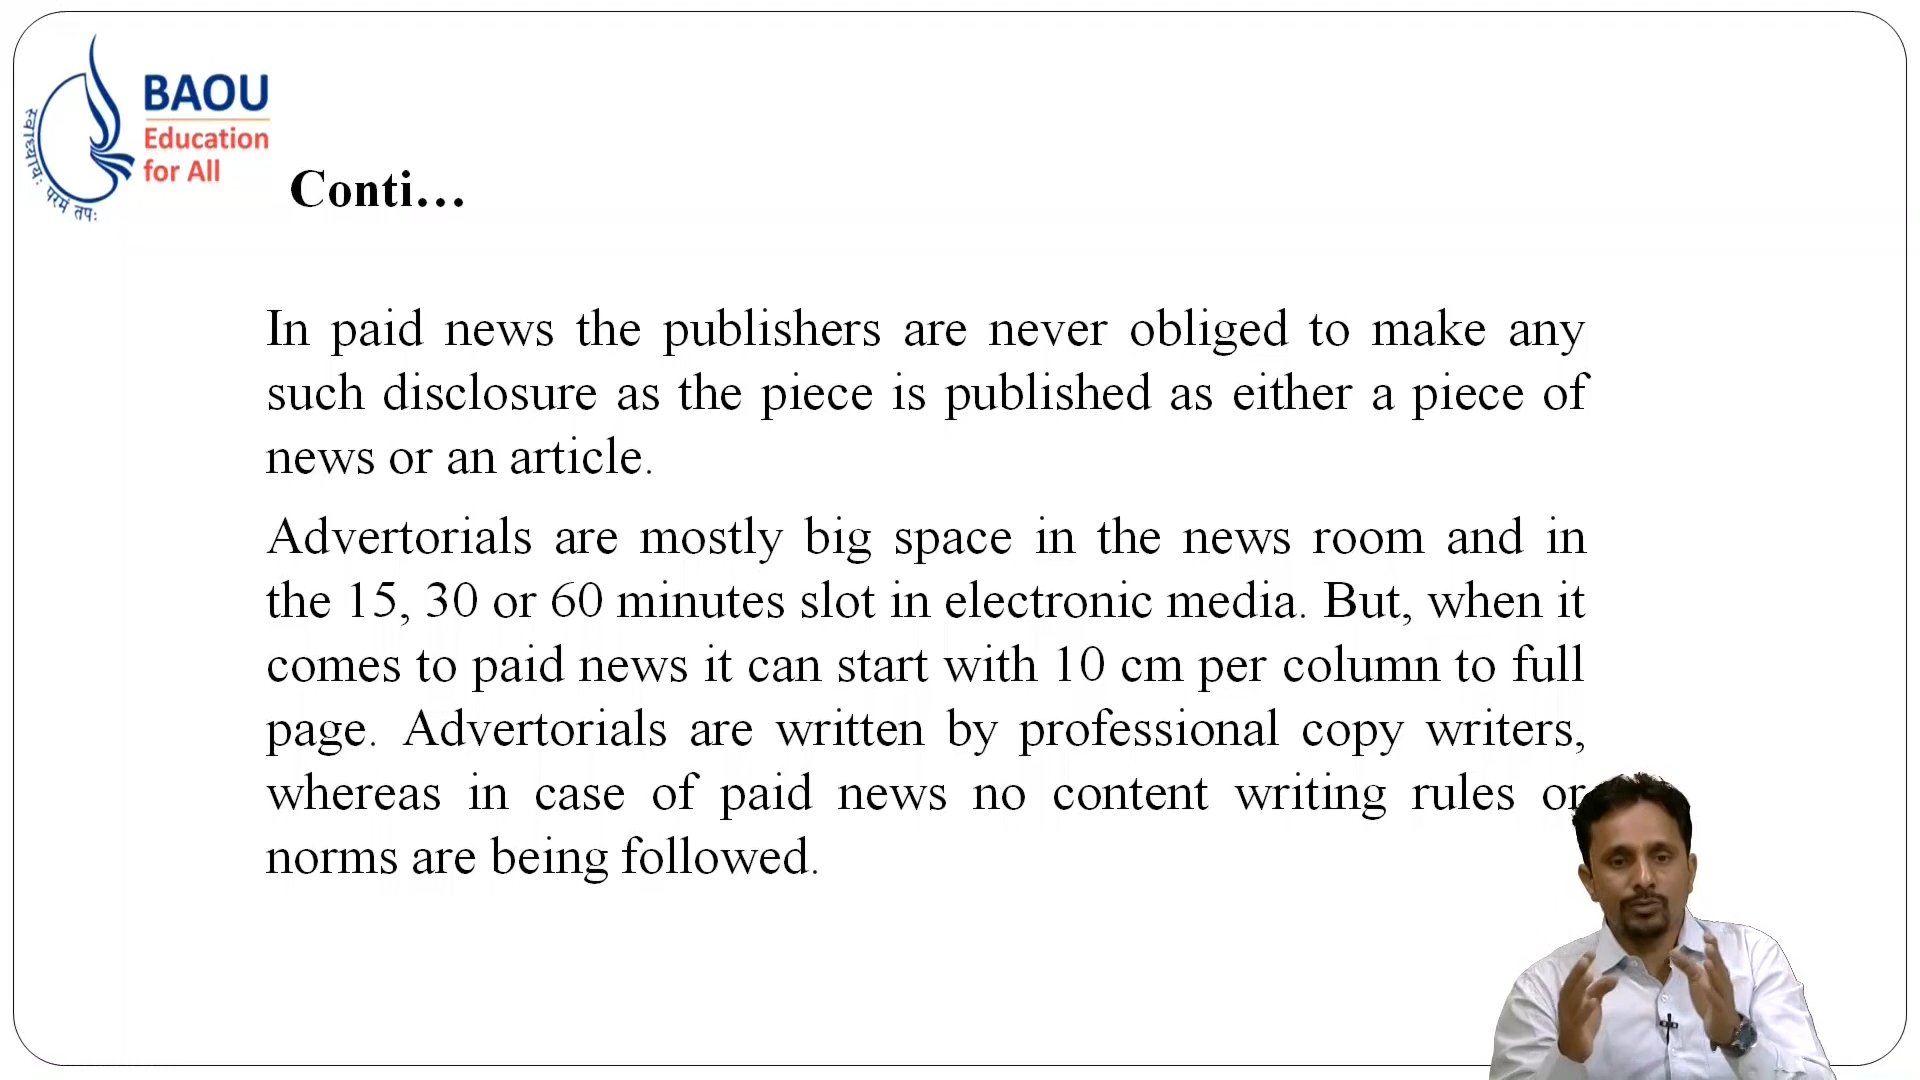 BAOU
Education
for All
स्वाध्यायः परमं तपः
Conti…
In paid news the publishers are never obliged to make any
such disclosure as the piece is published as either a piece of
news or an article.
Advertorials are mostly big space in the news room and in
the 15, 30 or 60 minutes slot in electronic media. But, when it
comes to paid news it can start with 10 cm per column to full
page. Advertorials are written by professional copy writers,
whereas in case of paid news no content writing rules or
norms are being followed.